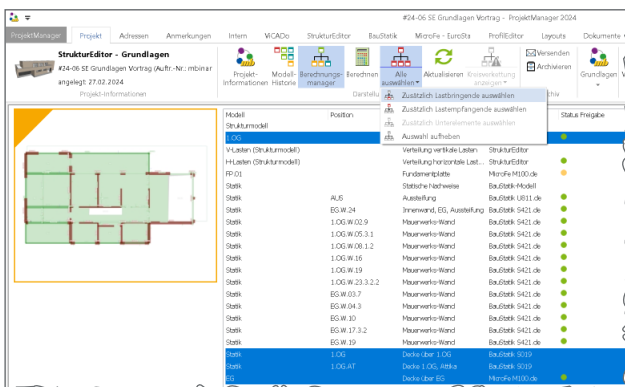 #24-06 SE Grundlagen Vortrag - ProjektManager 2024
ProjektManager Projekt Adressen Anmerkungen Intern ViCADo StrukturEditor BauStatik MicroFe - EuroSta ProfilEditor Layouts Dokumente
StrukturEditor - Grundlagen
#24-06 SE Grundlagen Vortrag (Auftr.-Nr.: mbinar
angelegt 27.02.2024
Projekt-Informationen
Projekt-Informationen
Modell-Historie
Berechnungs-manager
Berechnen
Alle auswählen
Aktualisieren
Kreisverkettung anzeigen
Versenden
Archivieren
Grundlagen
Darstellu
hiv
Zusätzlich Lastbringende auswählen
Zusätzlich Lastempfangende auswählen
Zusätzlich Unterelemente auswählen
Auswahl aufheben
Modell Position Status Freigabe
Strukturmodell
1.OG
V-Lasten (Strukturmodell) Verteilung vertikale Lasten StrukturEditor
H-Lasten (Strukturmodell) Verteilung horizontale Last... StrukturEditor
FP.01 Fundamentplatte MicroFe M100.de
Statik Statische Nachweise BauStatik-Modell
Statik AUS Aussteifung BauStatik U811.de
Statik EG.W.24 Innenwand, EG, Aussteifung BauStatik S421.de
Statik 1.OG.W.02.9 Mauerwerks-Wand BauStatik S421.de
Statik 1.OG.W.05.3.1 Mauerwerks-Wand BauStatik S421.de
Statik 1.OG.W.08.1.2 Mauerwerks-Wand BauStatik S421.de
Statik 1.OG.W.16 Mauerwerks-Wand BauStatik S421.de
Statik 1.OG.W.19 Mauerwerks-Wand BauStatik S421.de
Statik 1.OG.W.23.3.2.2 Mauerwerks-Wand BauStatik S421.de
Statik EG.W.03.7 Mauerwerks-Wand BauStatik S421.de
Statik EG.W.04.3 Mauerwerks-Wand BauStatik S421.de
Statik EG.W.10 Mauerwerks-Wand BauStatik S421.de
Statik EG.W.17.3.2 Mauerwerks-Wand BauStatik S421.de
Statik EG.W.19 Mauerwerks-Wand BauStatik S421.de
Statik 1.OG Decke über 1.OG BauStatik S019
Statik 1.OG.AT Decke 1.OG, Attika BauStatik S019
EG Decke über EG MicroFe M100.de